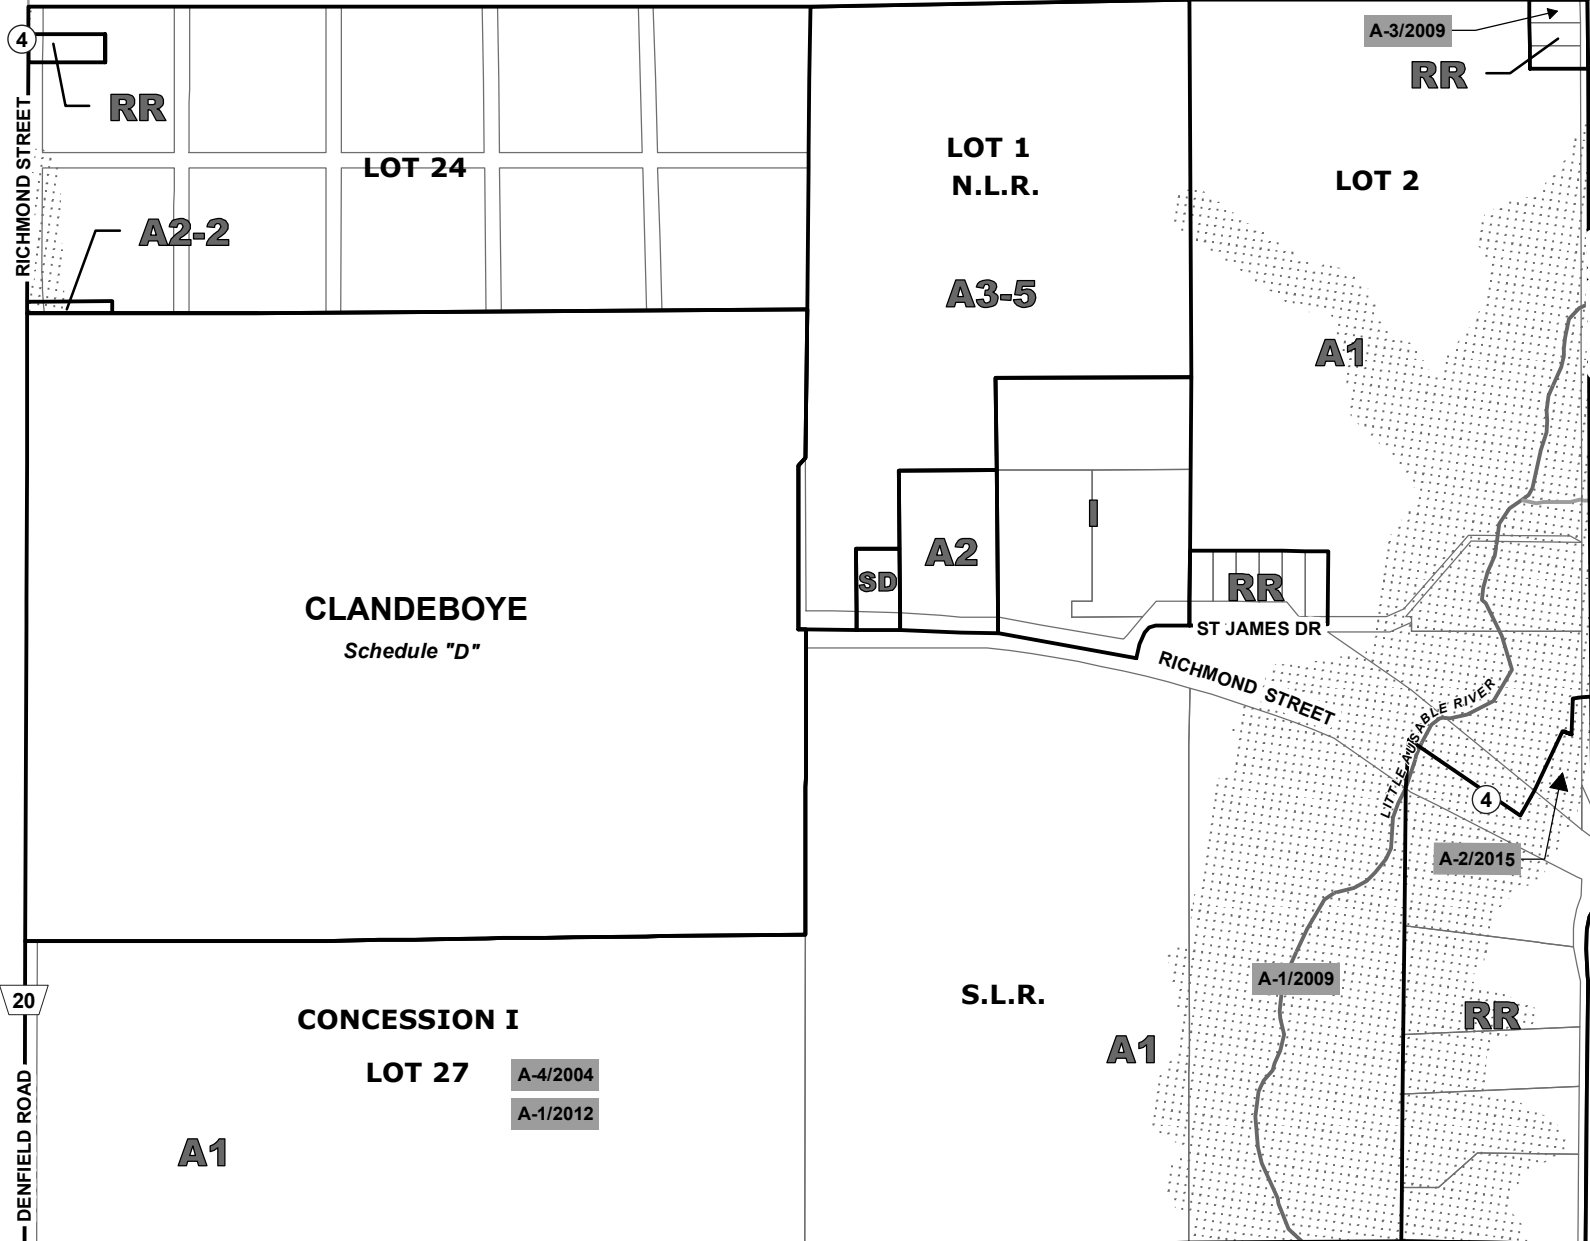 4
A-3/2009
RR
RR
RICHMOND STREET
LOT 24
LOT 1
N.L.R.
LOT 2
A2-2
A3-5
A1
I
A2
SD
RR
CLANDEBOYE
Schedule "D"
ST JAMES DR
RICHMOND STREET
LITTLE AUSABLE RIVER
4
A-2/2015
A-1/2009
20
S.L.R.
CONCESSION I
RR
A1
LOT 27
A-4/2004
A-1/2012
A1
DENFIELD ROAD